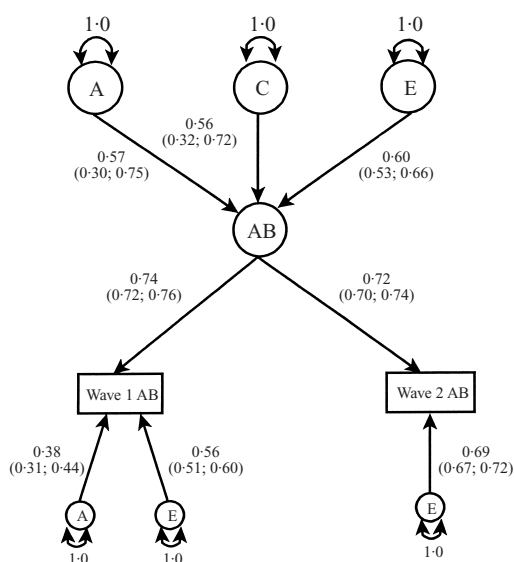 1·0 1·0 1·0
A C E
0·56
(0·32; 0·72)
0·57
(0·30; 0·75)
0·60
(0·53; 0·66)
AB
0·74
(0·72; 0·76)
0·72
(0·70; 0·74)
Wave 1 AB
Wave 2 AB
0·38
(0·31; 0·44)
0·56
(0·51; 0·60)
0·69
(0·67; 0·72)
A E
E
1·0 1·0
1·0